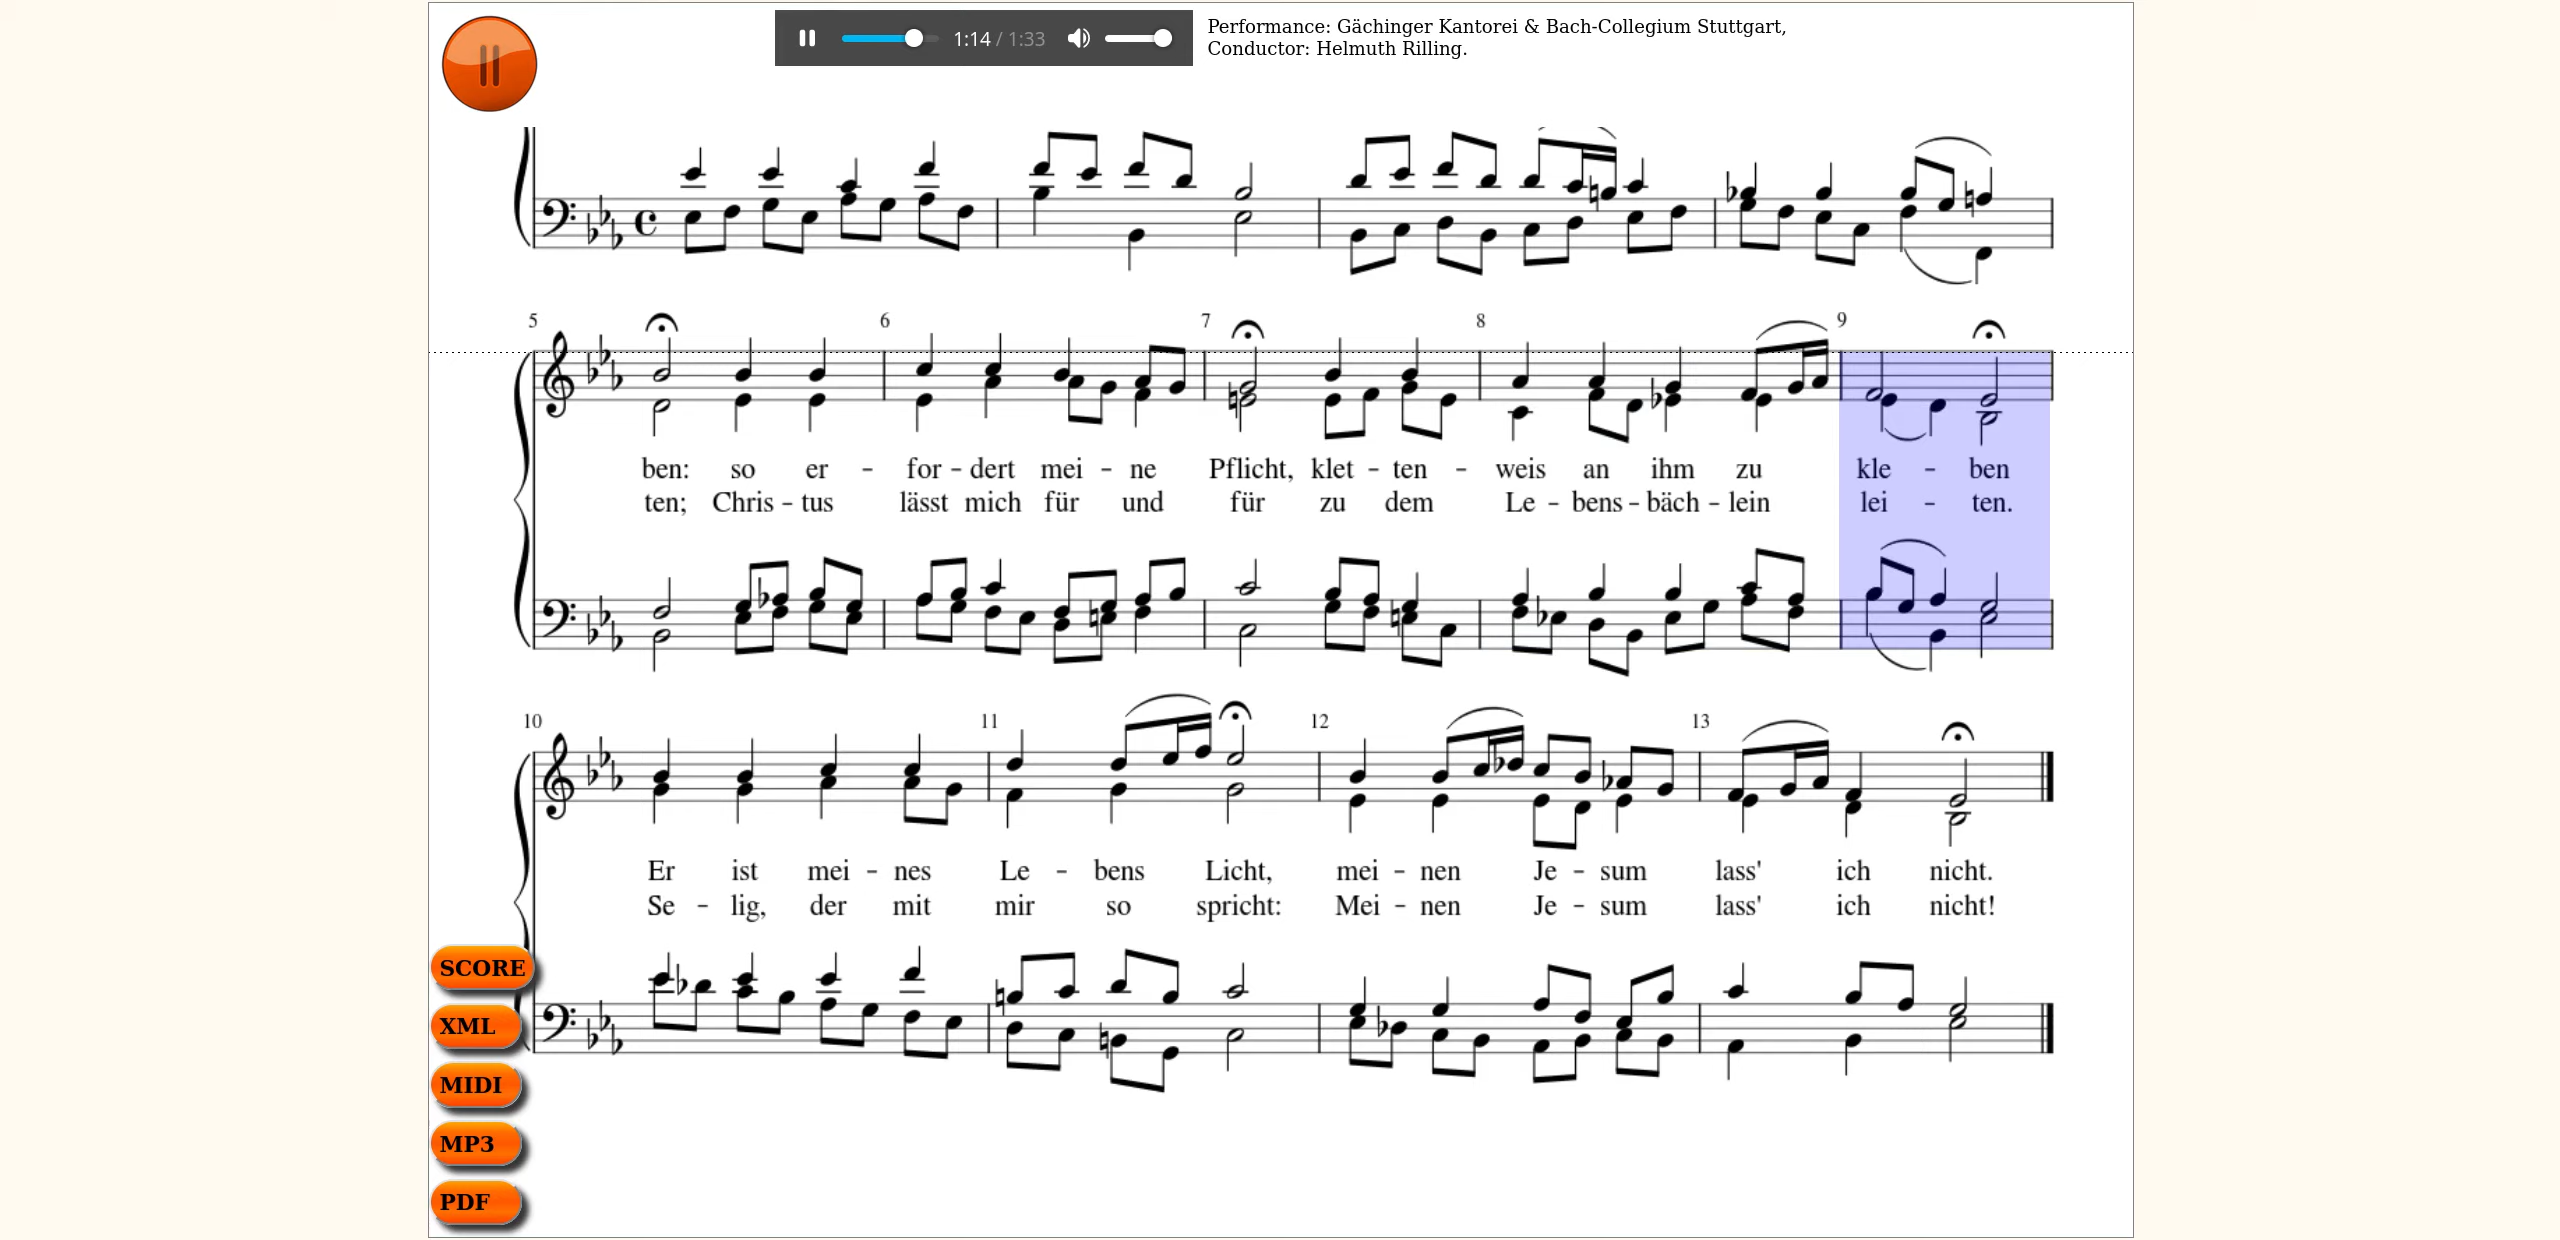 1:14 / 1:33
Performance: Gächinger Kantorei & Bach-Collegium Stuttgart,
Conductor: Helmuth Rilling.
5 6 7 8 9
ben: so er - for - dert mei - ne Pflicht, klet - ten - weis an ihm zu kle - ben
ten; Chris - tus lässt mich für und für zu dem Le - bens - bäch - lein lei - ten.
10 11 12 13
Er ist mei - nes Le - bens Licht, mei - nen Je - sum lass' ich nicht.
Se - lig, der mit mir so spricht: Mei - nen Je - sum lass' ich nicht!
SCORE
XML
MIDI
MP3
PDF